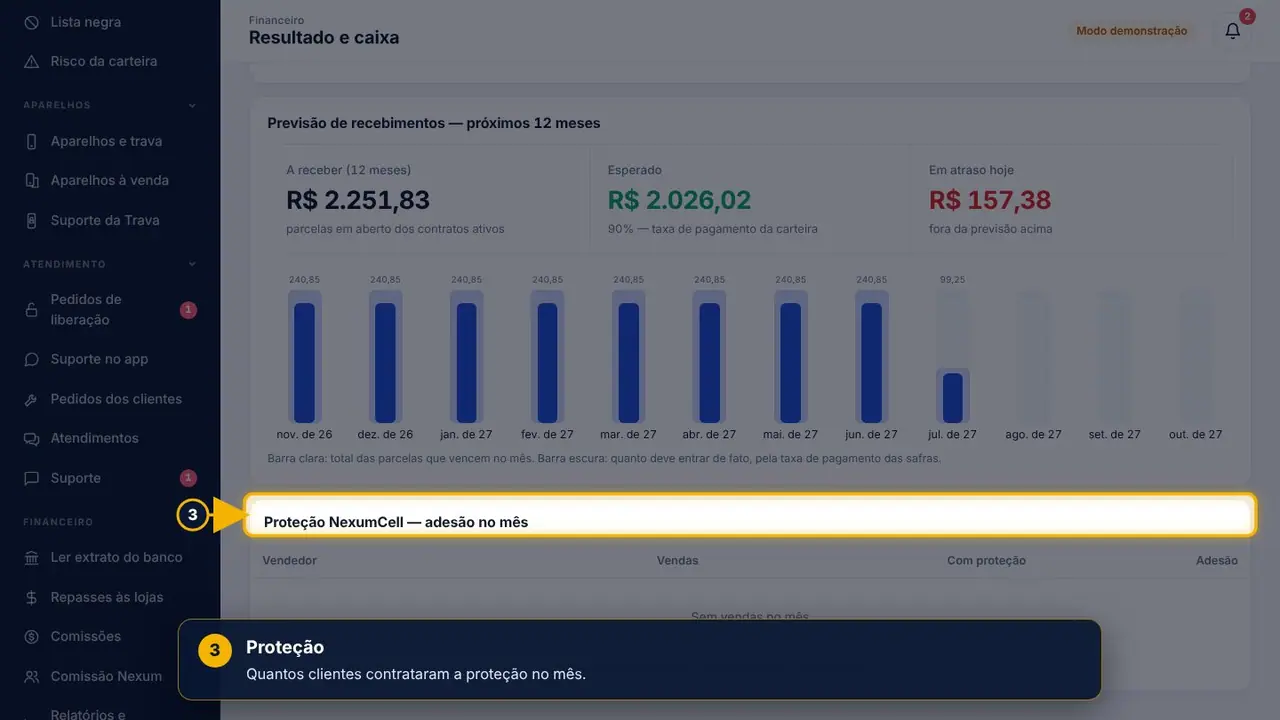 Lista negra
Risco da carteira
APARELHOS
Aparelhos e trava
Aparelhos à venda
Suporte da Trava
ATENDIMENTO
Pedidos de
liberação
1
Suporte no app
Pedidos dos clientes
Atendimentos
Suporte
1
FINANCEIRO
Ler extrato do banco
Repasses às lojas
Comissões
Comissão Nexum
Relatórios e
Financeiro
Resultado e caixa
Modo demonstração
2
Previsão de recebimentos — próximos 12 meses
A receber (12 meses)
R$ 2.251,83
parcelas em aberto dos contratos ativos
Esperado
R$ 2.026,02
90% — taxa de pagamento da carteira
Em atraso hoje
R$ 157,38
fora da previsão acima
240,85 240,85 240,85 240,85 240,85 240,85 240,85 240,85 99,25
nov. de 26 dez. de 26 jan. de 27 fev. de 27 mar. de 27 abr. de 27 mai. de 27 jun. de 27 jul. de 27 ago. de 27 set. de 27 out. de 27
Barra clara: total das parcelas que vencem no mês. Barra escura: quanto deve entrar de fato, pela taxa de pagamento das safras.
3
Proteção NexumCell — adesão no mês
Vendedor Vendas Com proteção Adesão
Sem vendas no mês
3
Proteção
Quantos clientes contrataram a proteção no mês.